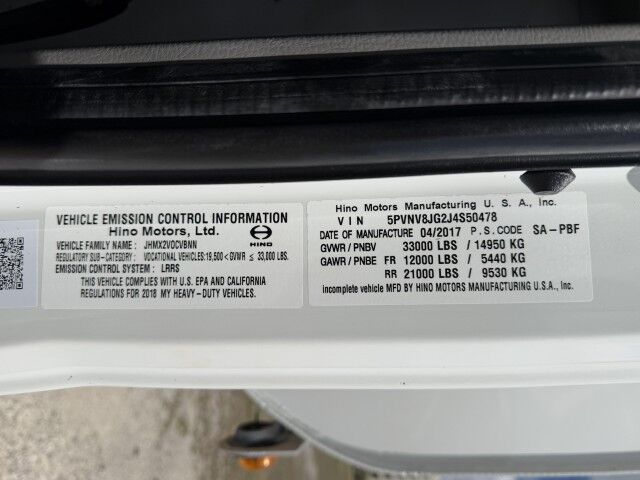 VEHICLE EMISSION CONTROL INFORMATION
Hino Motors, Ltd.
HINO
VEHICLE FAMILY NAME : JHMX2VOCVBNN
REGULATORY SUB-CATEGORY : VOCATIONAL VEHICLES:19,500 < GVWR ≤ 33,000 LBS.
EMISSION CONTROL SYSTEM : LRRS
THIS VEHICLE COMPLIES WITH U.S. EPA AND CALIFORNIA
REGULATIONS FOR 2018 MY HEAVY-DUTY VEHICLES.
Hino Motors Manufacturing U. S. A., Inc.
VIN 5PVNV8JG2J4S50478
DATE OF MANUFACTURE 04/2017 P.S. CODE SA-PBF
GVWR / PNBV 33000 LBS / 14950 KG
GAWR / PNBE FR 12000 LBS / 5440 KG
RR 21000 LBS / 9530 KG
incomplete vehicle MFD BY HINO MOTORS MANUFACTURING U.S.A., Inc.